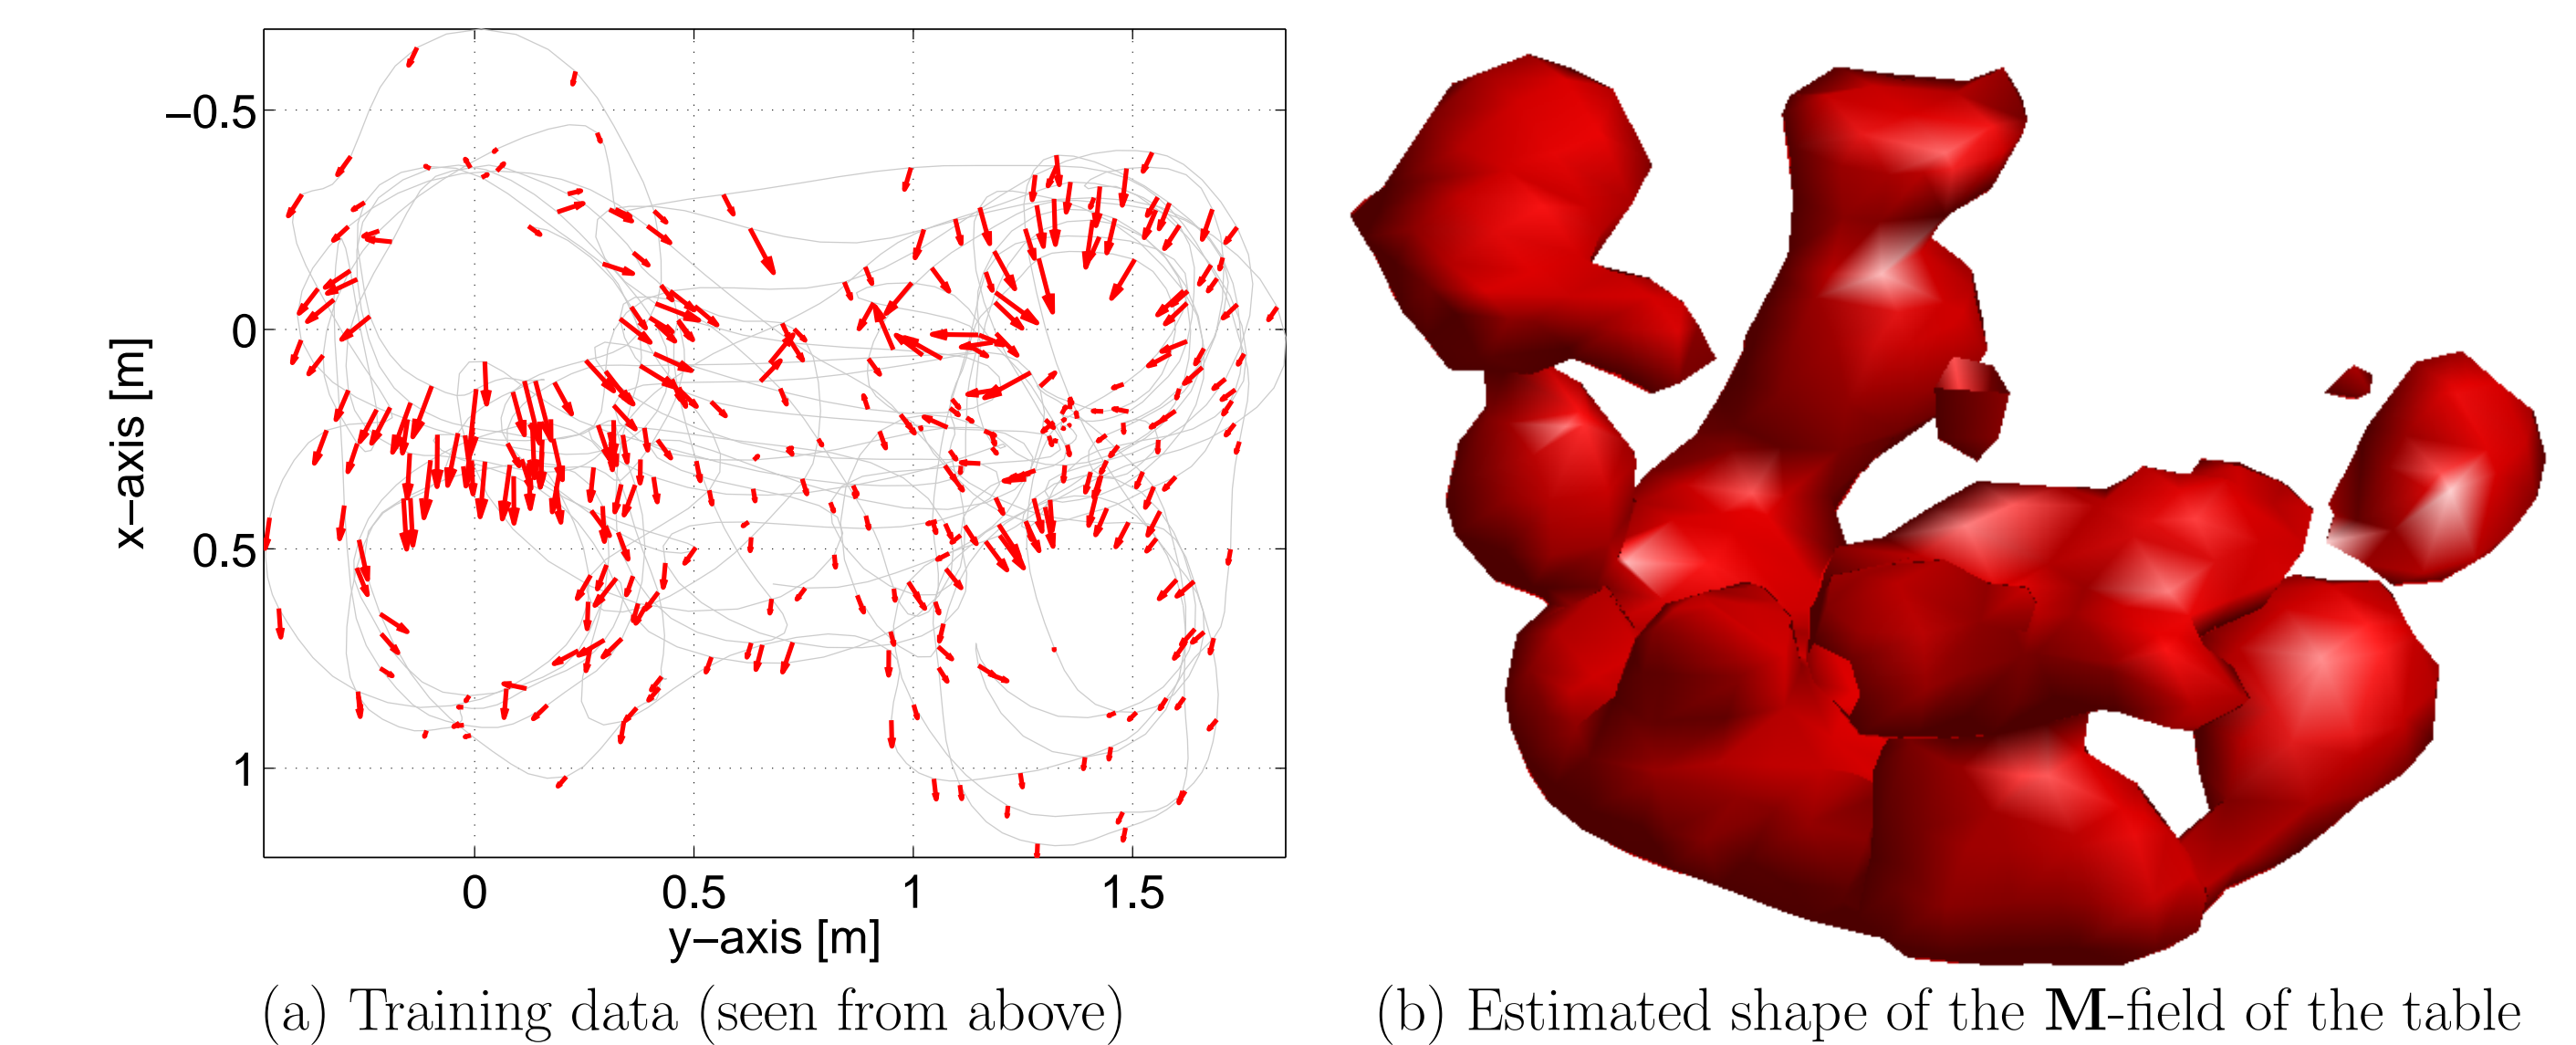 −0.5
0
0.5
1
x−axis [m]
0 0.5 1 1.5
y−axis [m]
(a) Training data (seen from above)
(b) Estimated shape of the M-field of the table